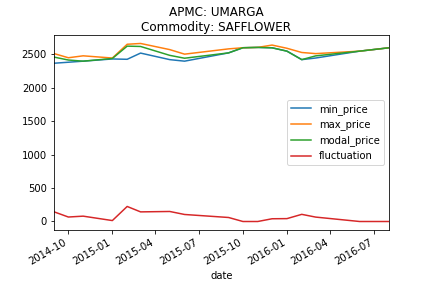 APMC: UMARGA
Commodity: SAFFLOWER
2500
2000
1500
1000
500
0
min_price
max_price
modal_price
fluctuation
2014-10
2015-01
2015-04
2015-07
2015-10
2016-01
2016-04
2016-07
date